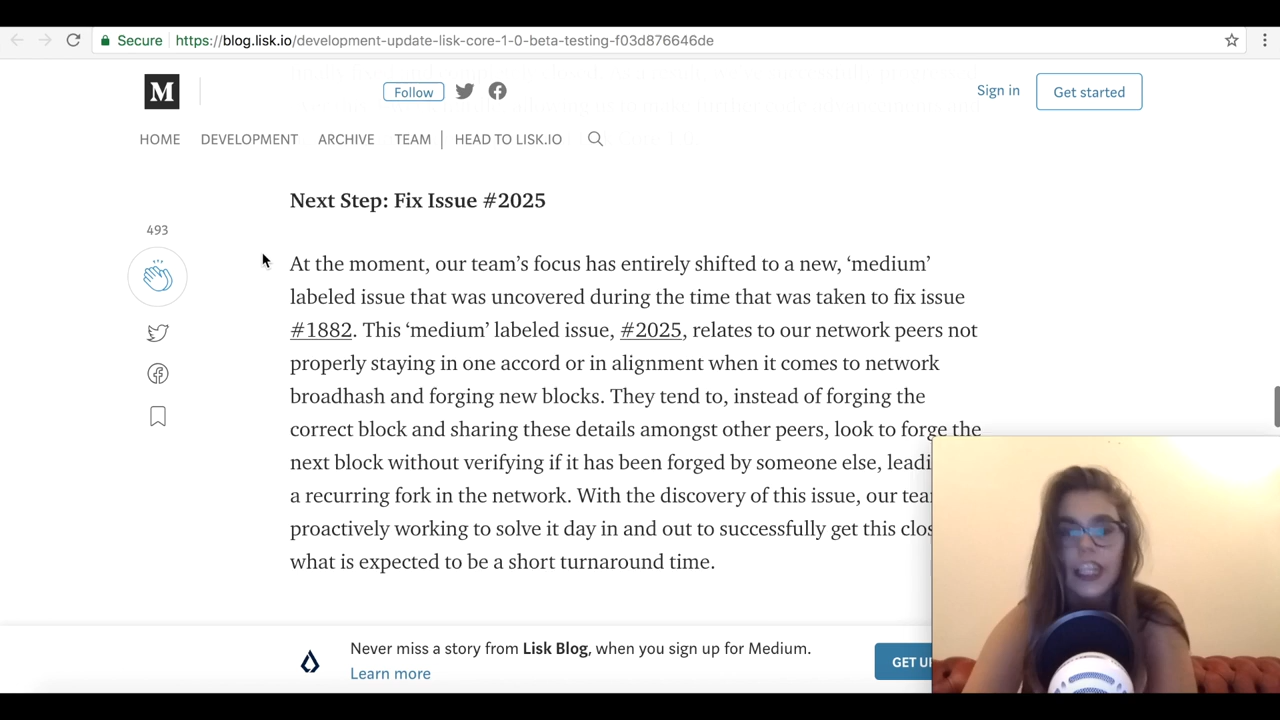 Secure https://blog.lisk.io/development-update-lisk-core-1-0-beta-testing-f03d876646de
M
Follow
Sign in
Get started
HOME DEVELOPMENT ARCHIVE TEAM HEAD TO LISK.IO
Next Step: Fix Issue #2025
493
At the moment, our team’s focus has entirely shifted to a new, ‘medium’
labeled issue that was uncovered during the time that was taken to fix issue
#1882. This ‘medium’ labeled issue, #2025, relates to our network peers not
properly staying in one accord or in alignment when it comes to network
broadhash and forging new blocks. They tend to, instead of forging the
correct block and sharing these details amongst other peers, look to forge the
next block without verifying if it has been forged by someone else, leadi
a recurring fork in the network. With the discovery of this issue, our tea
proactively working to solve it day in and out to successfully get this clos
what is expected to be a short turnaround time.
Never miss a story from Lisk Blog, when you sign up for Medium.
Learn more
GET U